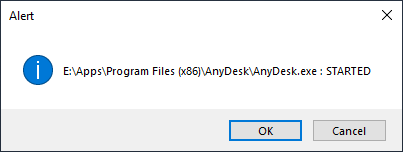 Alert
E:\Apps\Program Files (x86)\AnyDesk\AnyDesk.exe : STARTED
OK
Cancel